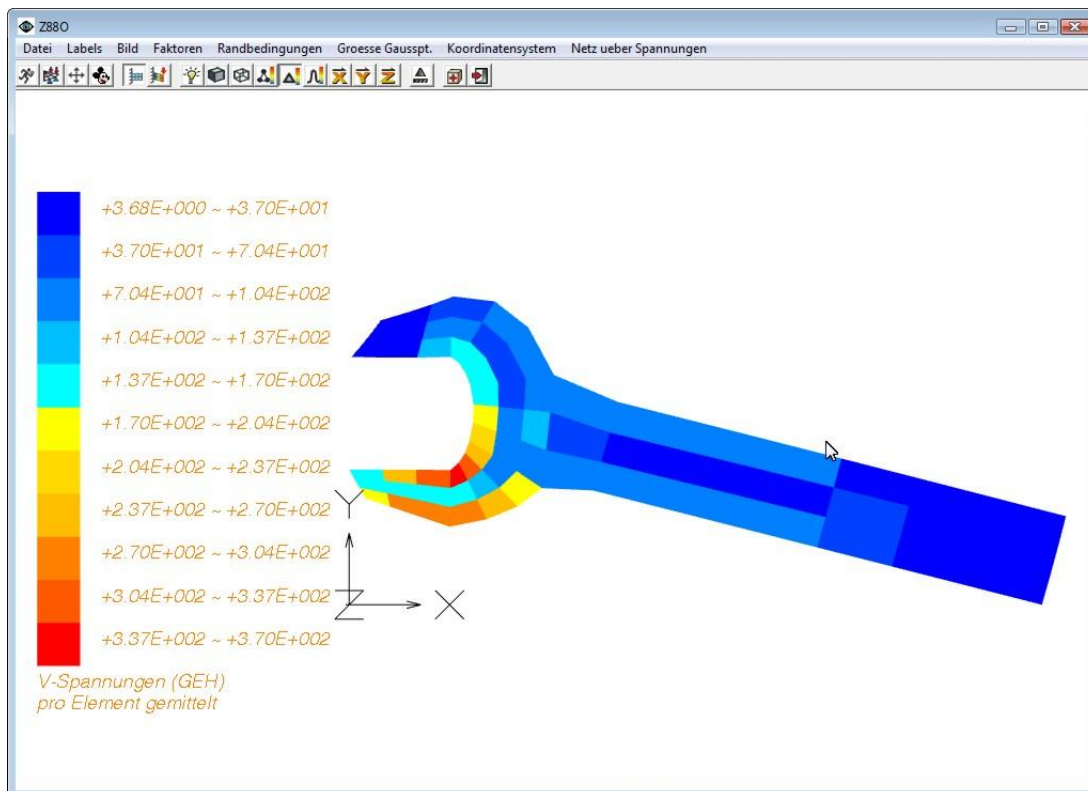 Z88O
Datei Labels Bild Faktoren Randbedingungen Groesse Gausspt. Koordinatensystem Netz ueber Spannungen
+3.68E+000 ~ +3.70E+001
+3.70E+001 ~ +7.04E+001
+7.04E+001 ~ +1.04E+002
+1.04E+002 ~ +1.37E+002
+1.37E+002 ~ +1.70E+002
+1.70E+002 ~ +2.04E+002
+2.04E+002 ~ +2.37E+002
+2.37E+002 ~ +2.70E+002
+2.70E+002 ~ +3.04E+002
+3.04E+002 ~ +3.37E+002
+3.37E+002 ~ +3.70E+002
Y
Z X
V-Spannungen (GEH)
pro Element gemittelt